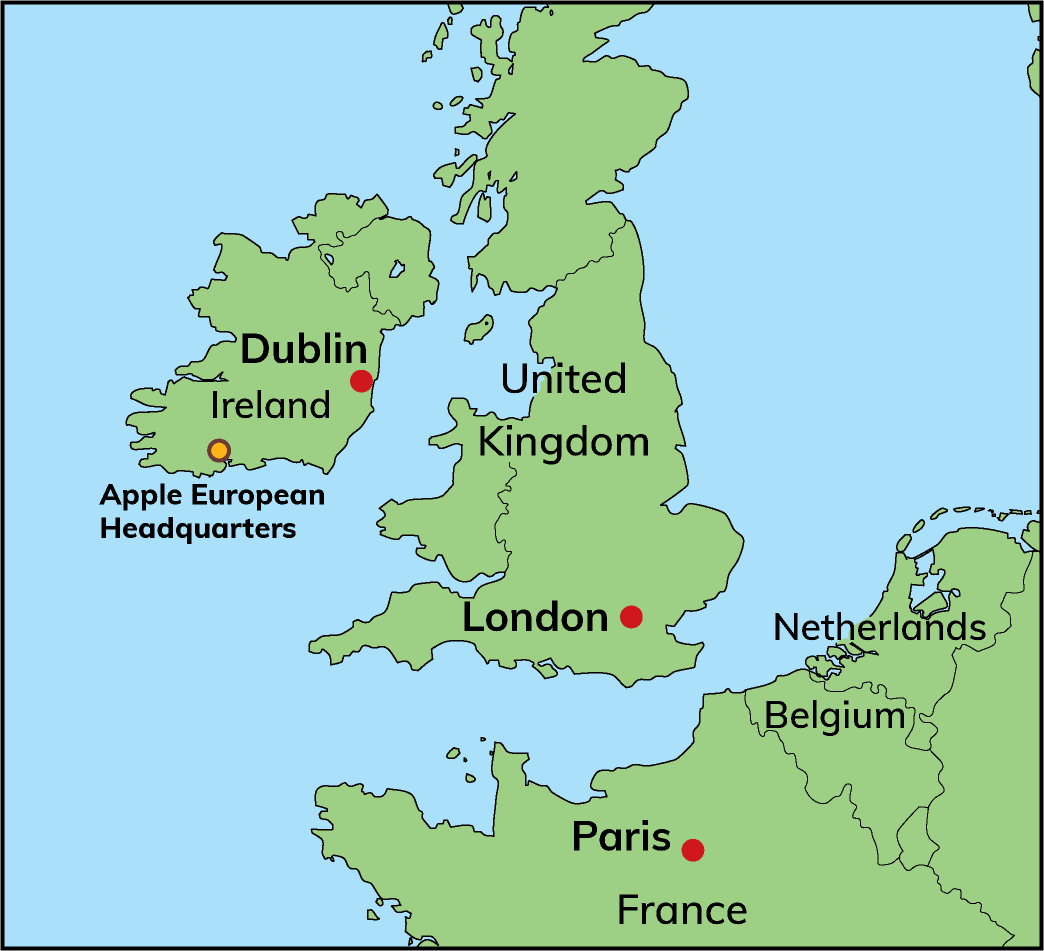 Dublin
Ireland
United
Kingdom
Apple European
Headquarters
London
Netherlands
Belgium
Paris
France